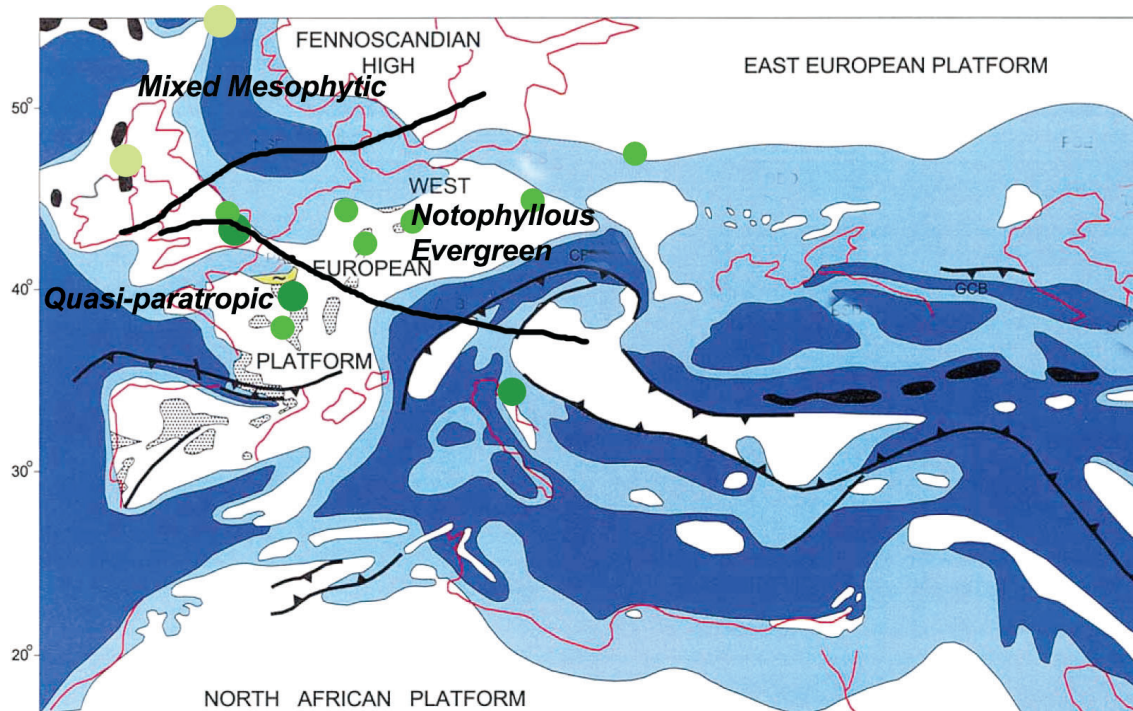 FENNOSCANDIAN
HIGH
EAST EUROPEAN PLATFORM
Mixed Mesophytic
50°
WEST
Notophyllous
Evergreen
EUROPEAN
40°
Quasi-paratropic
GCB
PLATFORM
30°
20°
NORTH AFRICAN PLATFORM